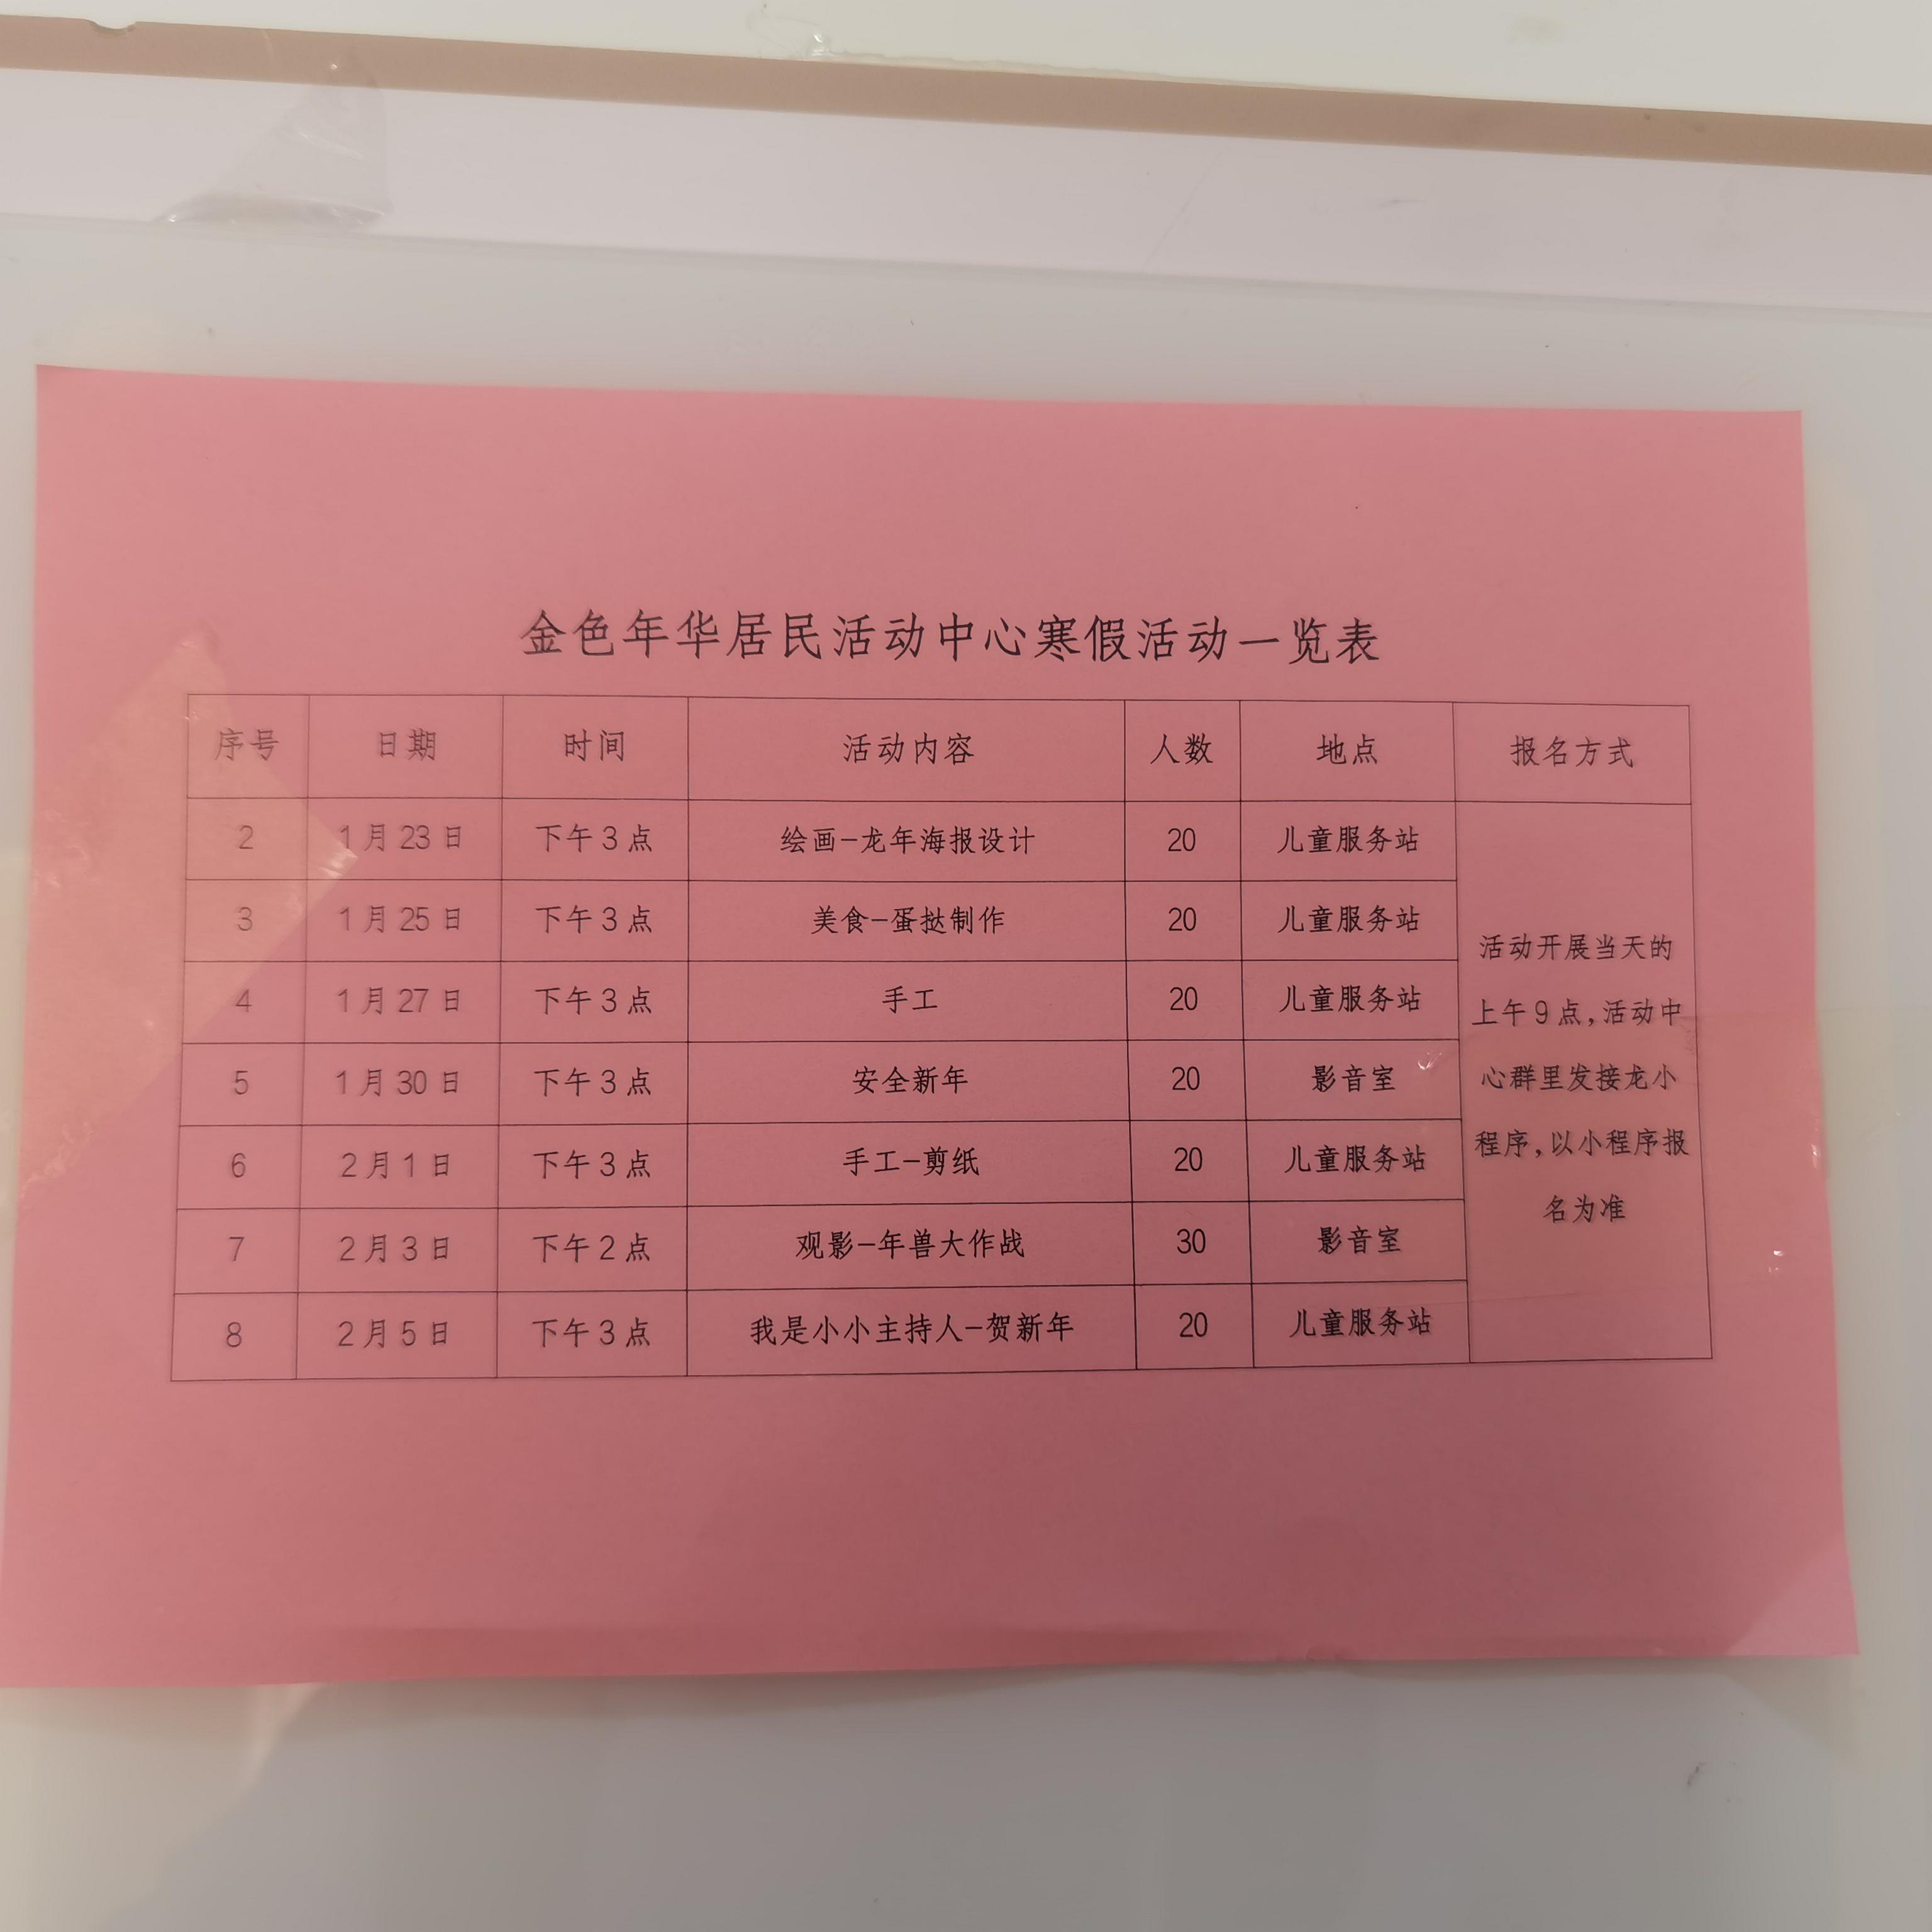 金色年华居民活动中心寒假活动一览表
序号 日期 时间 活动内容 人数 地点 报名方式
2 1月23日 下午3点 绘画-龙年海报设计 20 儿童服务站
3 1月25日 下午3点 美食-蛋挞制作 20 儿童服务站
4 1月27日 下午3点 手工 20 儿童服务站
5 1月30日 下午3点 安全新年 20 影音室
6 2月1日 下午3点 手工-剪纸 20 儿童服务站
7 2月3日 下午2点 观影-年兽大作战 30 影音室
8 2月5日 下午3点 我是小小主持人-贺新年 20 儿童服务站
活动开展当天的
上午9点,活动中
心群里发接龙小
程序,以小程序报
名为准